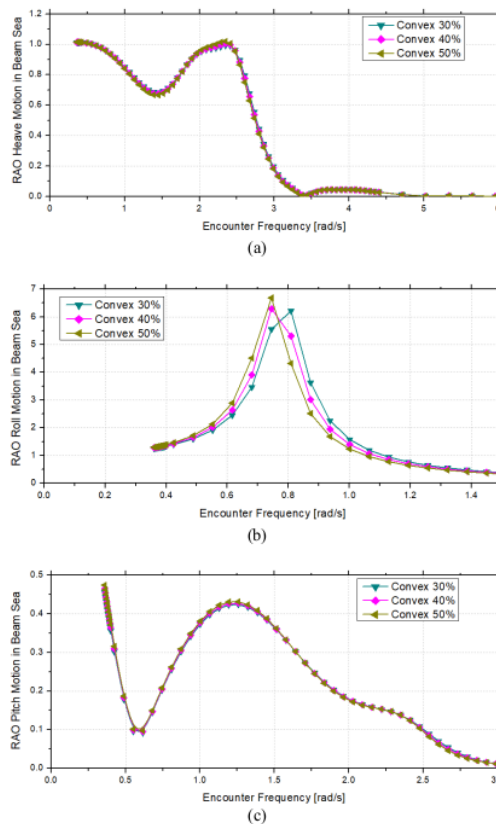 RAO Heave Motion in Beam Sea
1.2
1.0
0.8
0.6
0.4
0.2
0.0
Convex 30%
Convex 40%
Convex 50%
0 1 2 3 4 5 6
Encounter Frequency [rad/s]
(a)
RAO Roll Motion in Beam Sea
7
6
5
4
3
2
1
0
Convex 30%
Convex 40%
Convex 50%
0.0 0.2 0.4 0.6 0.8 1.0 1.2 1.4
Encounter Frequency [rad/s]
(b)
RAO Pitch Motion in Beam Sea
0.5
0.4
0.3
0.2
0.1
0.0
Convex 30%
Convex 40%
Convex 50%
0.0 0.5 1.0 1.5 2.0 2.5
Encounter Frequency [rad/s]
(c)